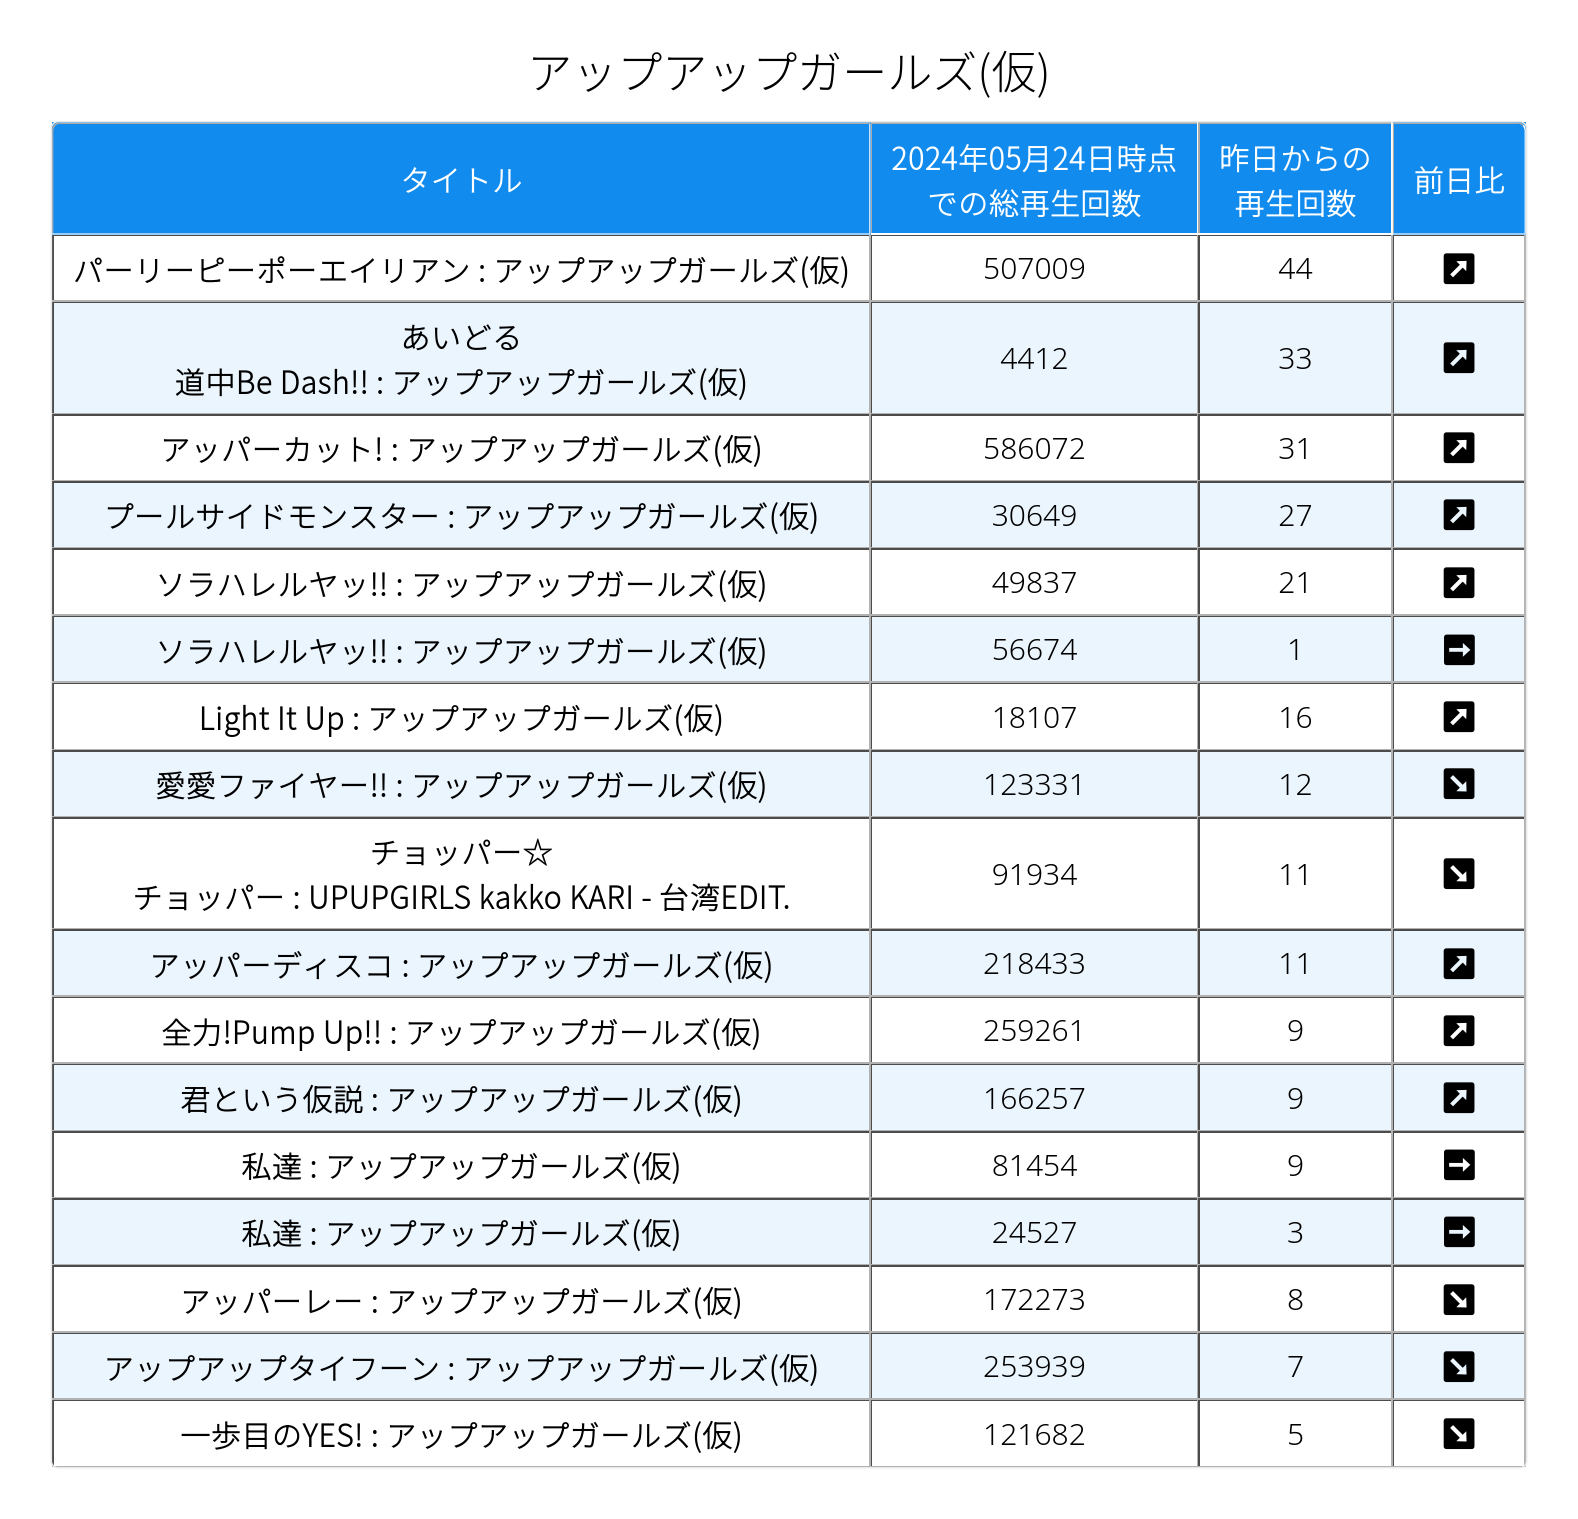 アップアップガールズ(仮)
タイトル 2024年05月24日時点 昨日からの 前日比
での総再生回数 再生回数
パーリーピーポーエイリアン : アップアップガールズ(仮) 507009 44 ↗
あいどる
道中Be Dash!! : アップアップガールズ(仮) 4412 33 ↗
アッパーカット! : アップアップガールズ(仮) 586072 31 ↗
プールサイドモンスター : アップアップガールズ(仮) 30649 27 ↗
ソラハレルヤッ!! : アップアップガールズ(仮) 49837 21 ↗
ソラハレルヤッ!! : アップアップガールズ(仮) 56674 1 →
Light It Up : アップアップガールズ(仮) 18107 16 ↗
愛愛ファイヤー!! : アップアップガールズ(仮) 123331 12 ↘
チョッパー☆
チョッパー : UPUPGIRLS kakko KARI - 台湾EDIT. 91934 11 ↘
アッパーディスコ : アップアップガールズ(仮) 218433 11 ↗
全力!Pump Up!! : アップアップガールズ(仮) 259261 9 ↗
君という仮説 : アップアップガールズ(仮) 166257 9 ↗
私達 : アップアップガールズ(仮) 81454 9 →
私達 : アップアップガールズ(仮) 24527 3 →
アッパーレー : アップアップガールズ(仮) 172273 8 ↘
アップアップタイフーン : アップアップガールズ(仮) 253939 7 ↘
一歩目のYES! : アップアップガールズ(仮) 121682 5 ↘